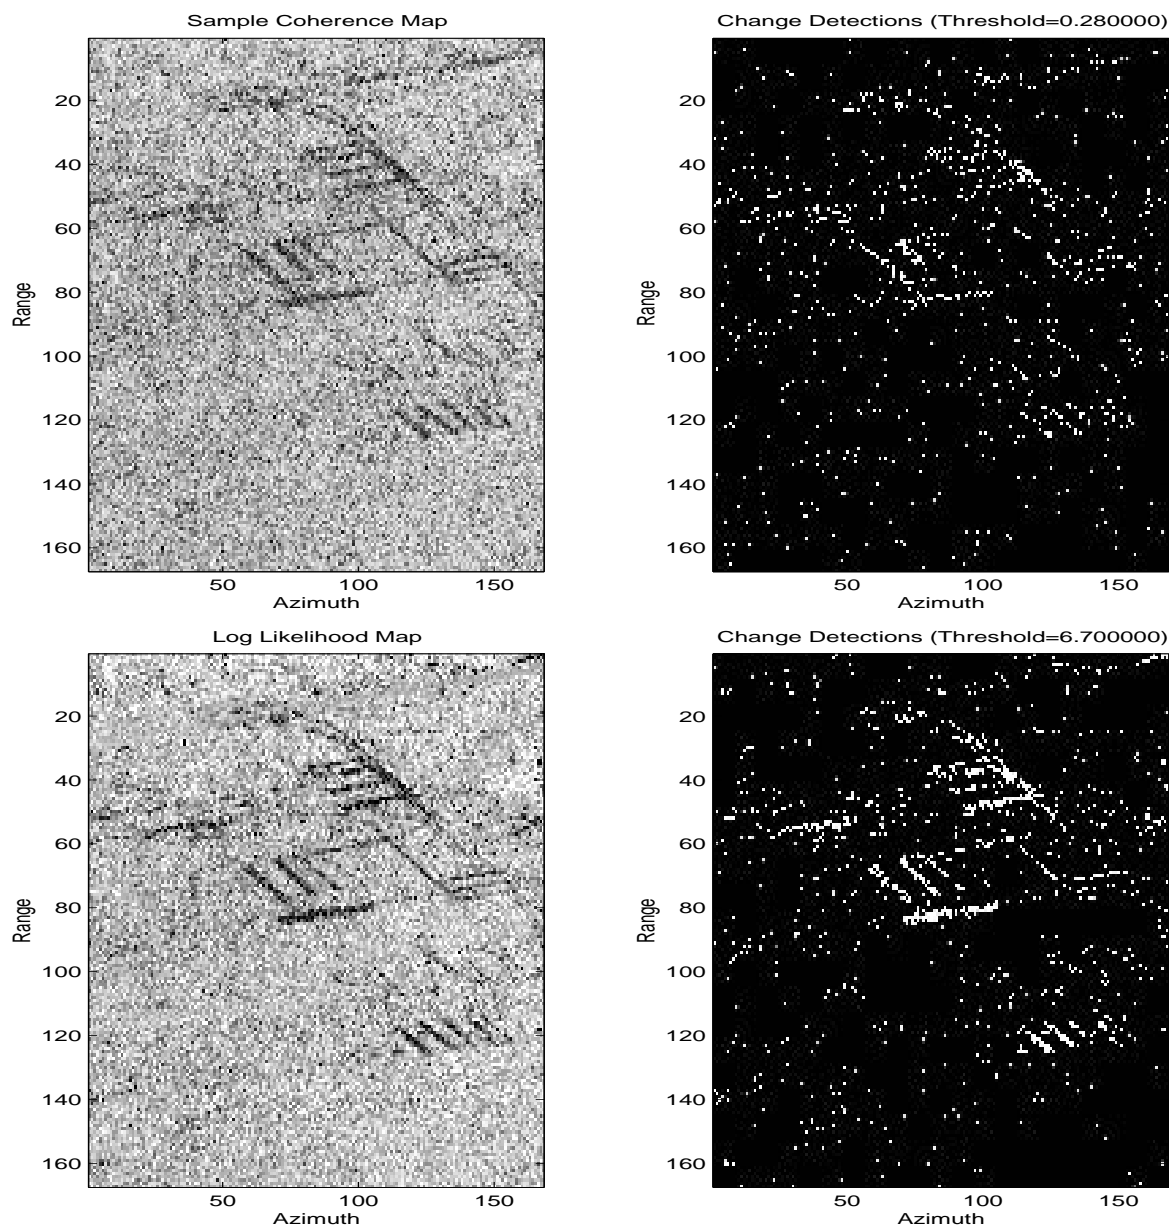 Sample Coherence Map
20
40
60
80
100
120
140
160
Range
50 100 150
Azimuth
Change Detections (Threshold=0.280000)
20
40
60
80
100
120
140
160
Range
50 100 150
Azimuth
Log Likelihood Map
20
40
60
80
100
120
140
160
Range
50 100 150
Azimuth
Change Detections (Threshold=6.700000)
20
40
60
80
100
120
140
160
Range
50 100 150
Azimuth